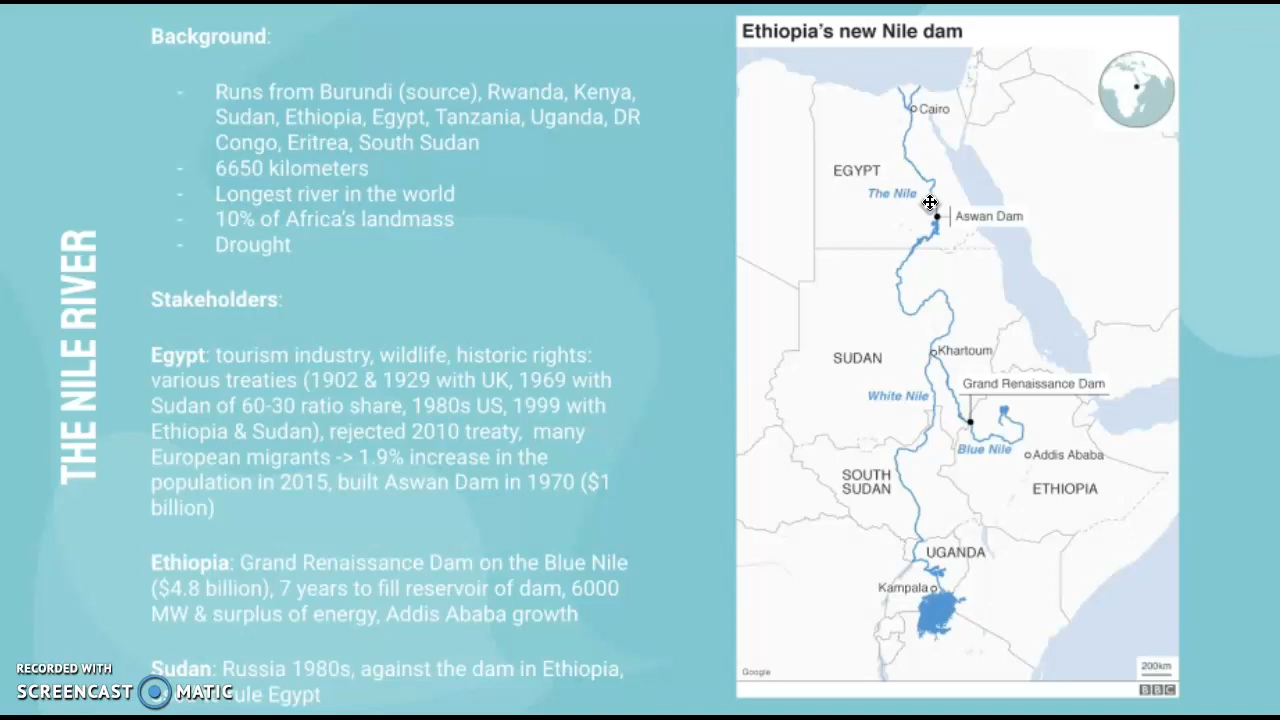 THE NILE RIVER
Background:
- Runs from Burundi (source), Rwanda, Kenya,
Sudan, Ethiopia, Egypt, Tanzania, Uganda, DR
Congo, Eritrea, South Sudan
- 6650 kilometers
- Longest river in the world
- 10% of Africa's landmass
- Drought
Stakeholders:
Egypt: tourism industry, wildlife, historic rights:
various treaties (1902 & 1929 with UK, 1969 with
Sudan of 60-30 ratio share, 1980s US, 1999 with
Ethiopia & Sudan), rejected 2010 treaty, many
European migrants -> 1.9% increase in the
population in 2015, built Aswan Dam in 1970 ($1
billion)
Ethiopia: Grand Renaissance Dam on the Blue Nile
($4.8 billion), 7 years to fill reservoir of dam, 6000
MW & surplus of energy, Addis Ababa growth
Sudan: Russia 1980s, against the dam in Ethiopia,
Egypt
RECORDED WITH
SCREENCAST MATIC
Ethiopia's new Nile dam
Cairo
EGYPT
The Nile
Aswan Dam
SUDAN
Khartoum
Grand Renaissance Dam
White Nile
Blue Nile
Addis Ababa
SOUTH
SUDAN
ETHIOPIA
UGANDA
Kampala
Google
200km
BBC